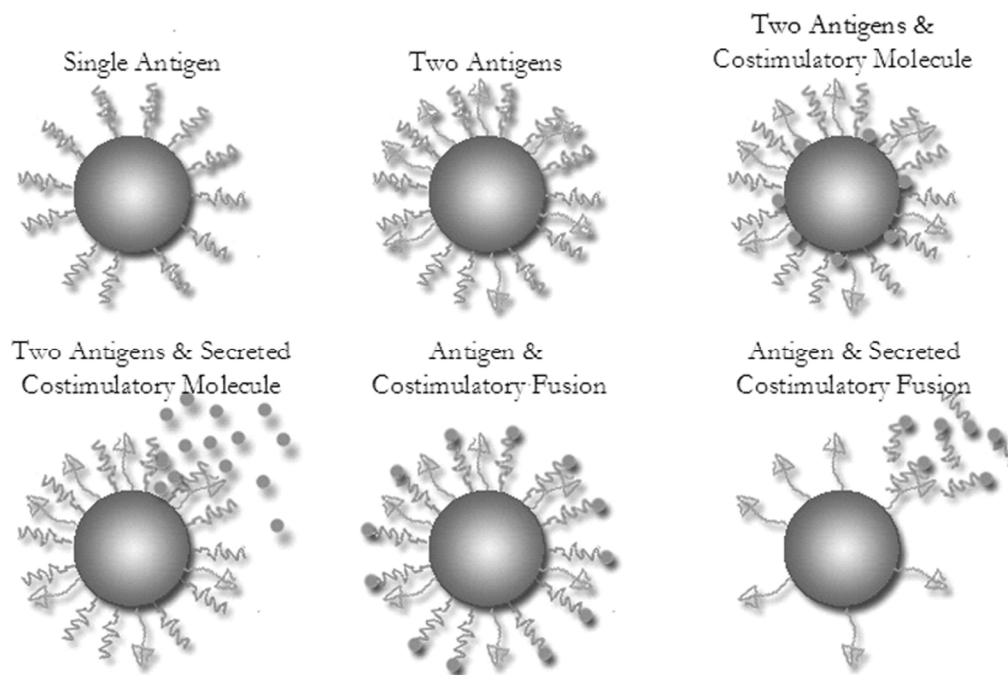 Single Antigen
Two Antigens
Two Antigens &
Costimulatory Molecule
Two Antigens & Secreted
Costimulatory Molecule
Antigen &
Costimulatory Fusion
Antigen & Secreted
Costimulatory Fusion